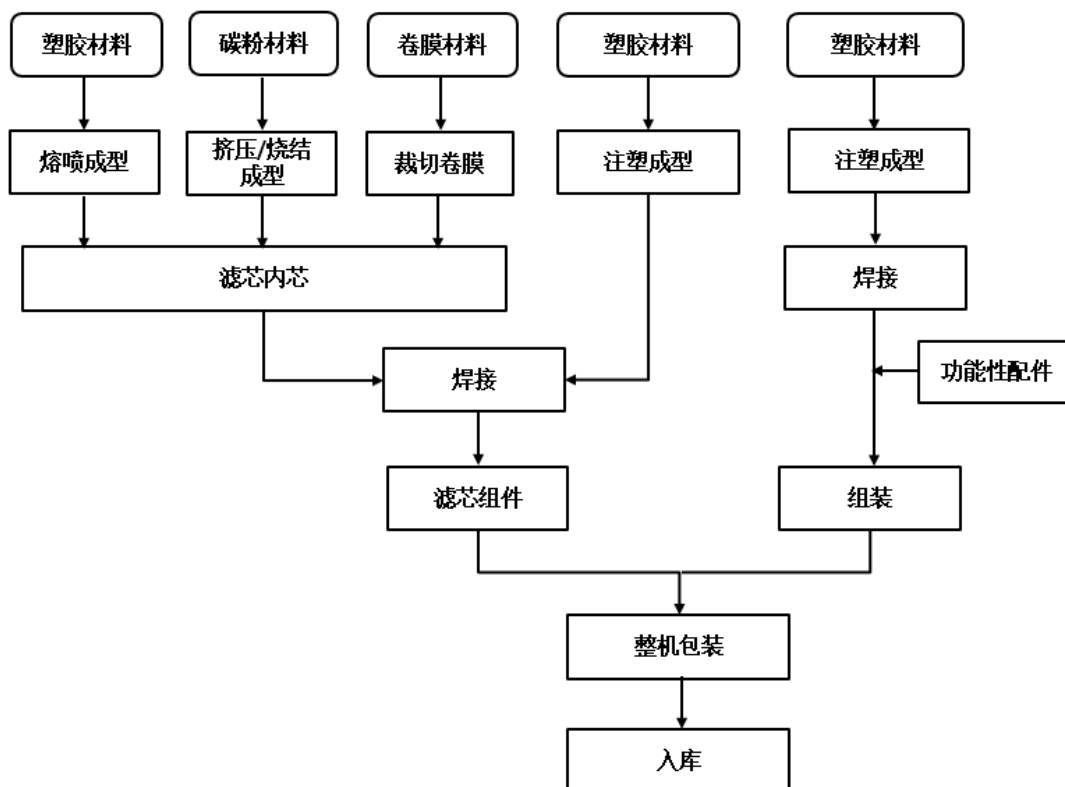 塑胶材料
碳粉材料
卷膜材料
塑胶材料
塑胶材料
熔喷成型
挤压/烧结
成型
裁切卷膜
注塑成型
注塑成型
滤芯内芯
焊接
焊接
功能性配件
滤芯组件
组装
整机包装
入库